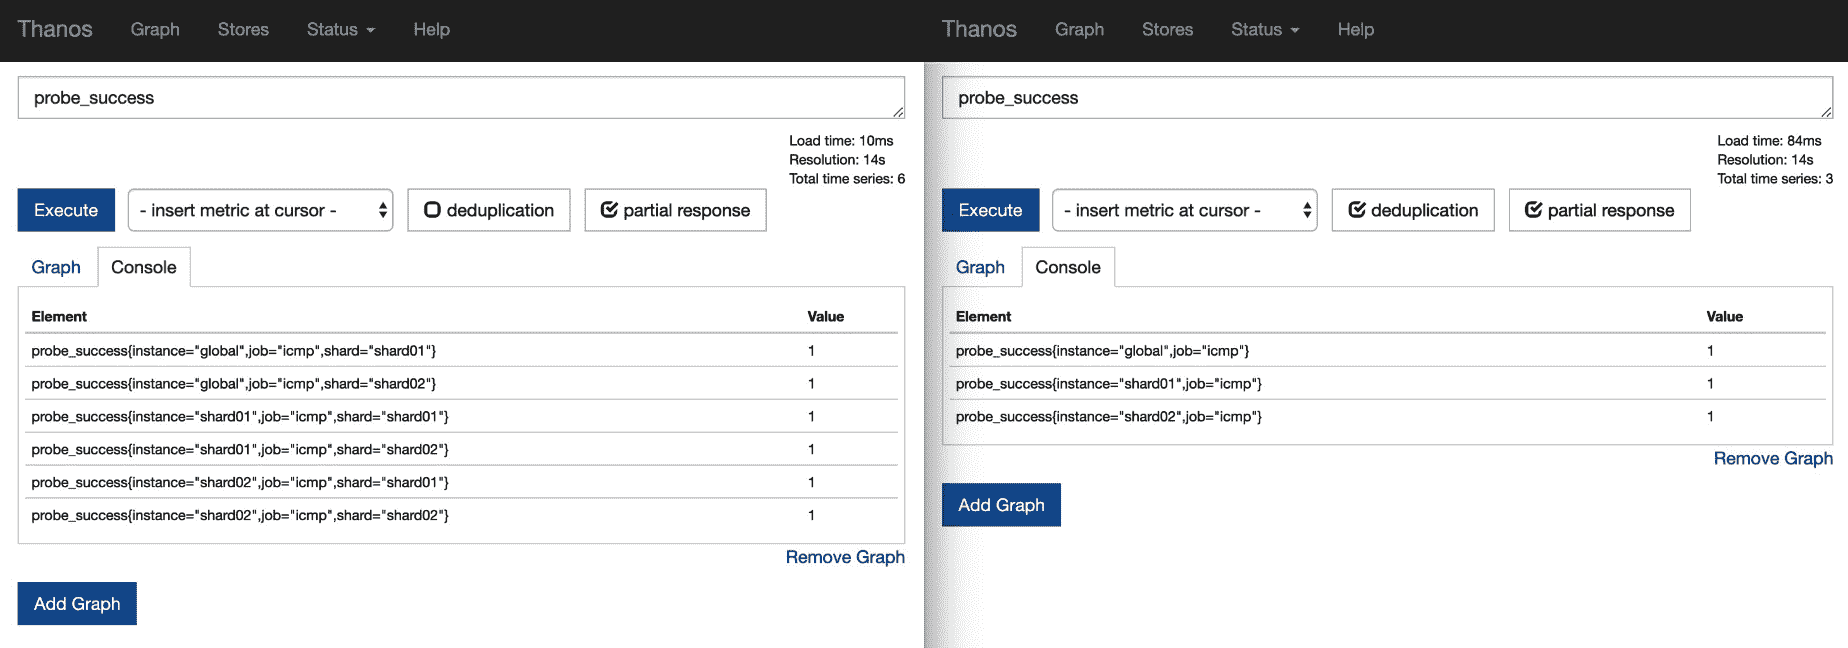 Thanos Graph Stores Status Help
probe_success
Load time: 10ms
Resolution: 14s
Total time series: 6
Execute - insert metric at cursor - deduplication partial response
Graph Console
Element Value
probe_success{instance="global",job="icmp",shard="shard01"} 1
probe_success{instance="global",job="icmp",shard="shard02"} 1
probe_success{instance="shard01",job="icmp",shard="shard01"} 1
probe_success{instance="shard01",job="icmp",shard="shard02"} 1
probe_success{instance="shard02",job="icmp",shard="shard01"} 1
probe_success{instance="shard02",job="icmp",shard="shard02"} 1
Remove Graph
Add Graph
Thanos Graph Stores Status Help
probe_success
Load time: 84ms
Resolution: 14s
Total time series: 3
Execute - insert metric at cursor - deduplication partial response
Graph Console
Element Value
probe_success{instance="global",job="icmp"} 1
probe_success{instance="shard01",job="icmp"} 1
probe_success{instance="shard02",job="icmp"} 1
Remove Graph
Add Graph